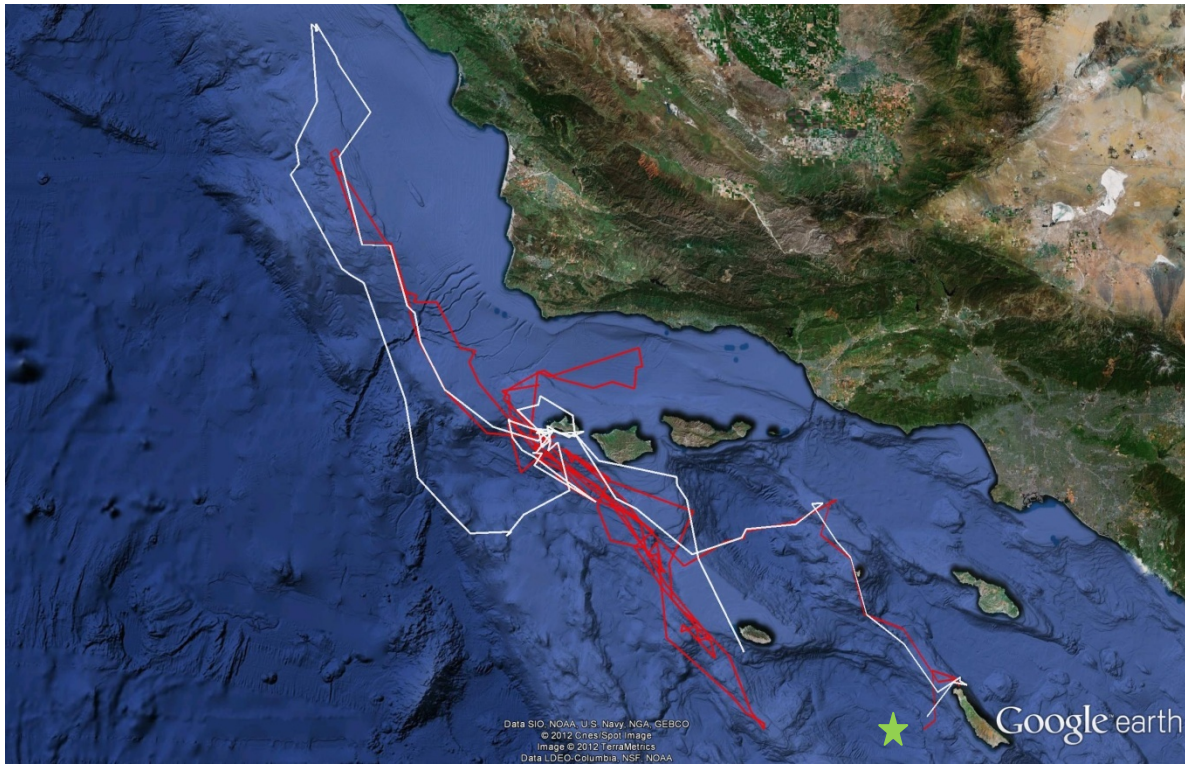 Data SIO, NOAA, U.S. Navy, NGA, GEBCO
© 2012 Cnes/Spot Image
Image © 2012 TerraMetrics
Data LDEO-Columbia, NSF, NOAA
Google earth